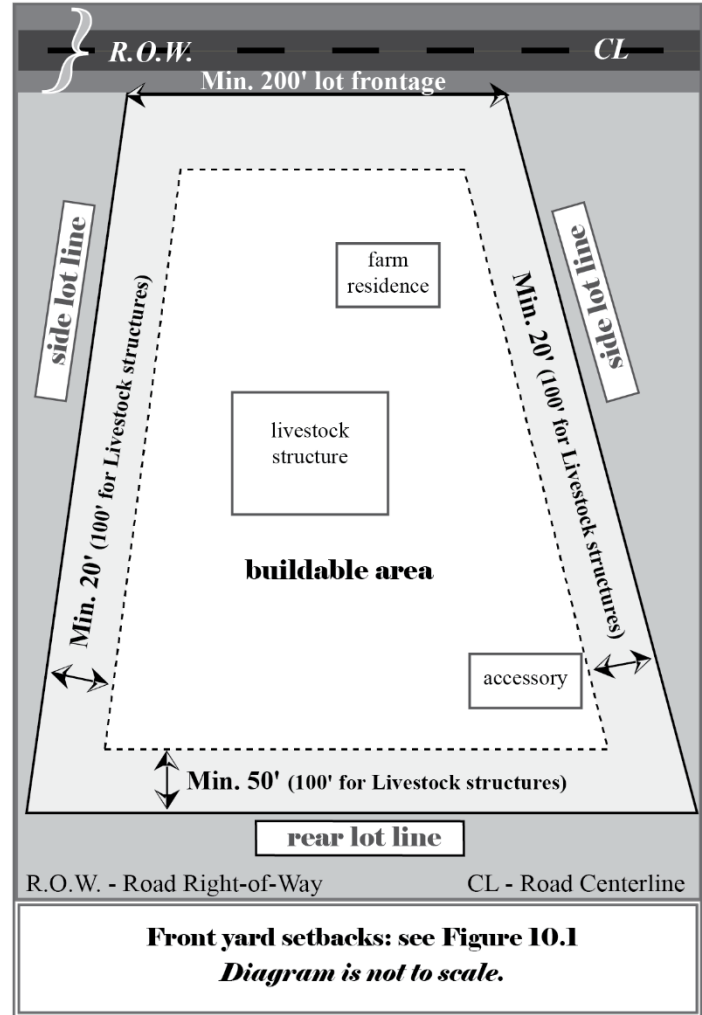 R.O.W.
CL
Min. 200' lot frontage
side lot line
side lot line
farm
residence
Min. 20' (100' for Livestock structures)
Min. 20' (100' for Livestock structures)
livestock
structure
buildable area
accessory
Min. 50' (100' for Livestock structures)
rear lot line
R.O.W. - Road Right-of-Way
CL - Road Centerline
Front yard setbacks: see Figure 10.1
Diagram is not to scale.